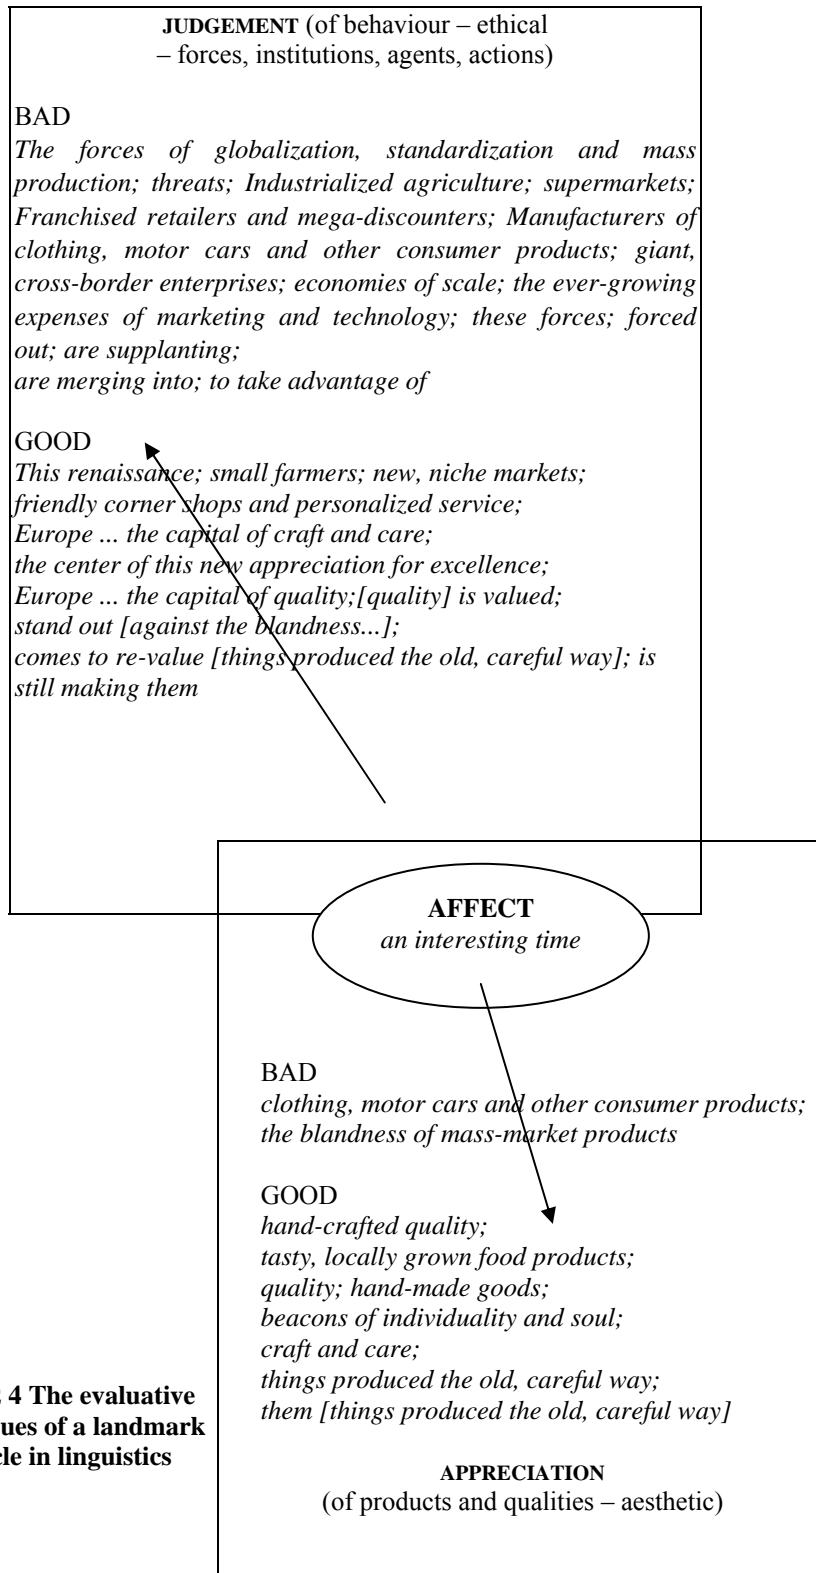 JUDGEMENT (of behaviour – ethical
– forces, institutions, agents, actions)
BAD
The forces of globalization, standardization and mass
production; threats; Industrialized agriculture; supermarkets;
Franchised retailers and mega-discounters; Manufacturers of
clothing, motor cars and other consumer products; giant,
cross-border enterprises; economies of scale; the ever-growing
expenses of marketing and technology; these forces; forced
out; are supplanting;
are merging into; to take advantage of
GOOD
This renaissance; small farmers; new, niche markets;
friendly corner shops and personalized service;
Europe ... the capital of craft and care;
the center of this new appreciation for excellence;
Europe ... the capital of quality;[quality] is valued;
stand out [against the blandness...];
comes to re-value [things produced the old, careful way]; is
still making them
AFFECT
an interesting time
BAD
clothing, motor cars and other consumer products;
the blandness of mass-market products
GOOD
hand-crafted quality;
tasty, locally grown food products;
quality; hand-made goods;
beacons of individuality and soul;
craft and care;
things produced the old, careful way;
them [things produced the old, careful way]
4 The evaluative
ues of a landmark
cle in linguistics
APPRECIATION
(of products and qualities – aesthetic)